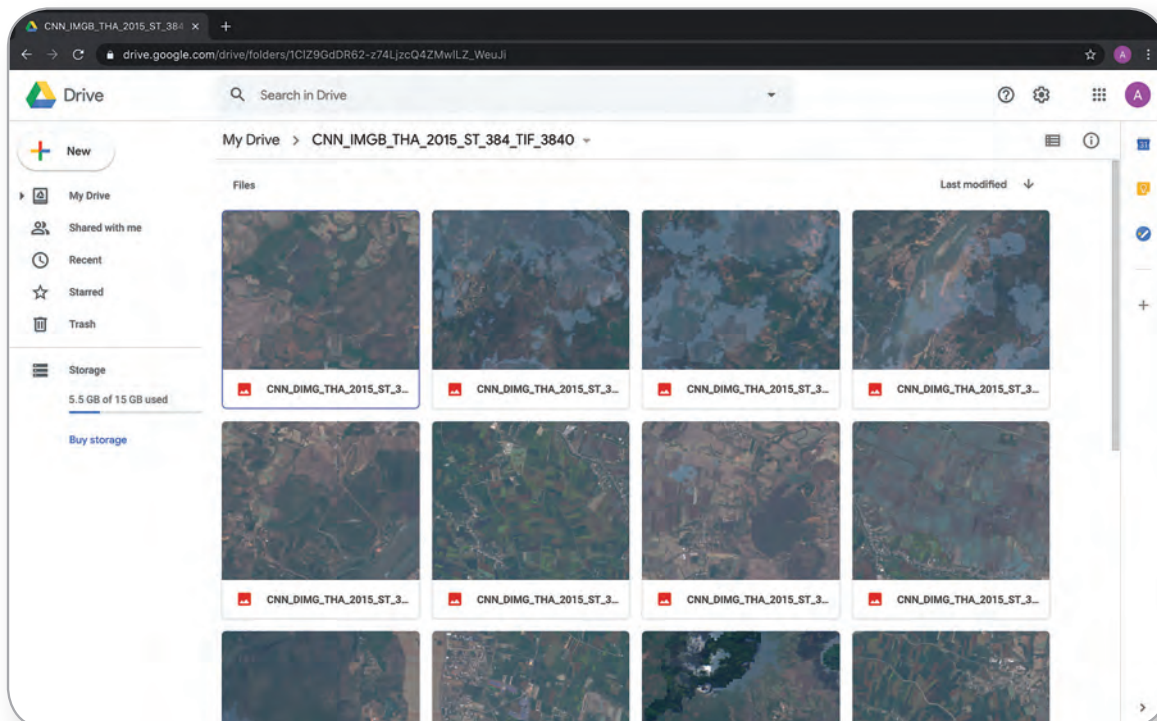 CNN_IMGB_THA_2015_ST_384
drive.google.com/drive/folders/1CIZ9GdDR62-z74LjzcQ4ZMwlLZ_WeuJi
A
Drive
Search in Drive
A
New
My Drive > CNN_IMGB_THA_2015_ST_384_TIF_3840
My Drive
Shared with me
Recent
Starred
Trash
Storage
5.5 GB of 15 GB used
Buy storage
Files
Last modified
CNN_DIMG_THA_2015_ST_3...
CNN_DIMG_THA_2015_ST_3...
CNN_DIMG_THA_2015_ST_3...
CNN_DIMG_THA_2015_ST_3...
CNN_DIMG_THA_2015_ST_3...
CNN_DIMG_THA_2015_ST_3...
CNN_DIMG_THA_2015_ST_3...
CNN_DIMG_THA_2015_ST_3...
31